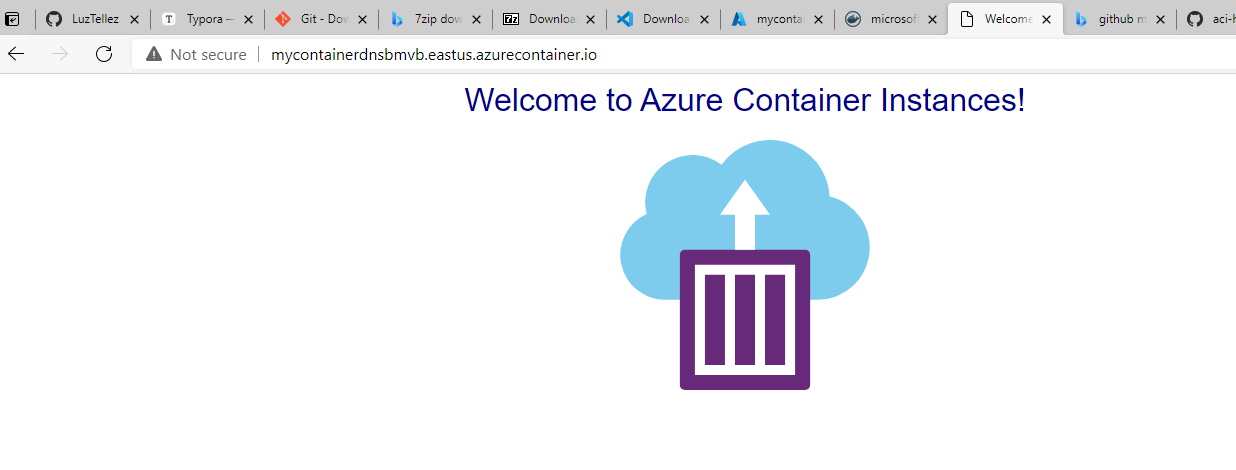 LuzTellez
Typora —
Git - Dow
7zip dow
Downloa
Downloa
myconta
microsof
Welcome
github m
aci-h
Not secure
mycontainerdnsbmvb.eastus.azurecontainer.io
Welcome to Azure Container Instances!